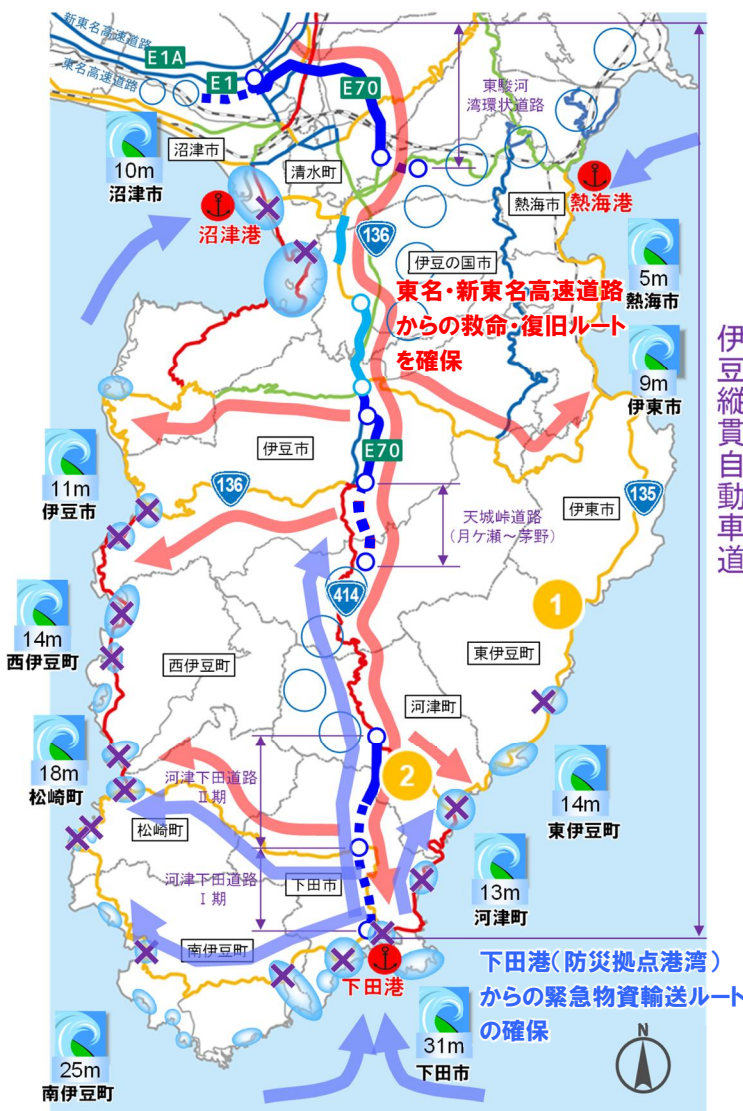 新東名高速道路
東名高速道路
E1A
E1
E70
東駿河
湾環状道路
沼津市
清水町
10m
沼津市
沼津港
熱海市
熱海港
136
伊豆の国市
5m
熱海市
東名・新東名高速道路
からの救命・復旧ルート
を確保
9m
伊東市
伊豆縦貫自動車道
伊豆市
E70
11m
伊豆市
136
135
伊東市
天城峠道路
(月ケ瀬~茅野)
414
1
14m
西伊豆町
西伊豆町
東伊豆町
河津町
18m
松崎町
河津下田道路
Ⅱ期
2
14m
東伊豆町
松崎町
河津下田道路
Ⅰ期
下田市
13m
河津町
南伊豆町
下田港
下田港(防災拠点港湾)
からの緊急物資輸送ルート
の確保
25m
南伊豆町
31m
下田市
N